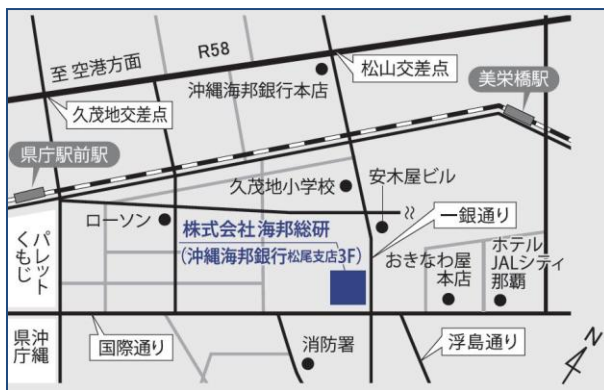 R58
至 空港方面
松山交差点
美栄橋駅
沖縄海邦銀行本店
久茂地交差点
県庁駅前駅
久茂地小学校
安木屋ビル
ローソン
株式会社海邦総研
(沖縄海邦銀行松尾支店3F)
一銀通り
パレット
くもじ
おきなわ屋
本店
ホテル
JALシティ
那覇
沖縄
県庁
国際通り
消防署
浮島通り
N